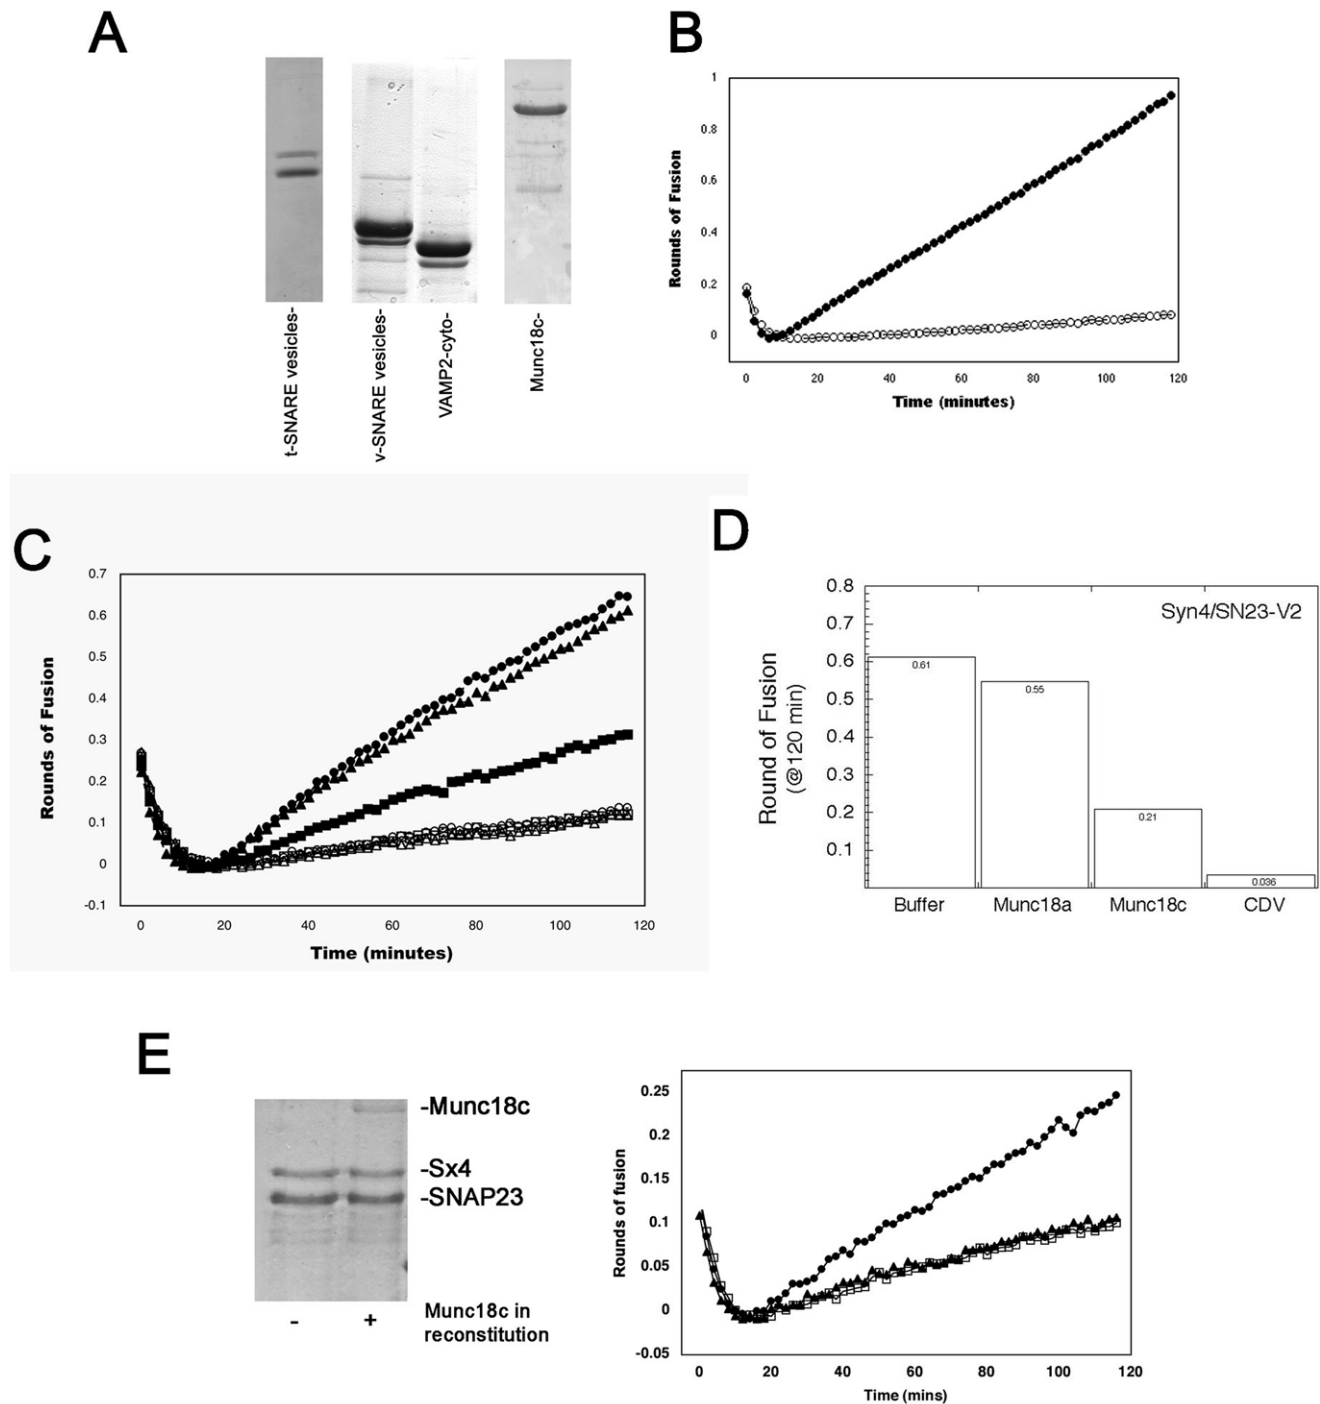 A
t-SNARE vesicles-
v-SNARE vesicles-
VAMP2-cyto-
Munc18c-
B
Rounds of Fusion
1
0.8
0.6
0.4
0.2
0
0 20 40 60 80 100 120
Time (minutes)
C
Rounds of Fusion
0.7
0.6
0.5
0.4
0.3
0.2
0.1
0
-0.1
0 20 40 60 80 100 120
Time (minutes)
D
Round of Fusion
(@120 min)
0.8
0.7
0.6
0.5
0.4
0.3
0.2
0.1
Syn4/SN23-V2
0.61
0.55
0.21
0.036
Buffer Munc18a Munc18c CDV
E
-Munc18c
-Sx4
-SNAP23
- + Munc18c in
reconstitution
Rounds of fusion
0.25
0.2
0.15
0.1
0.05
0
-0.05
0 20 40 60 80 100 120
Time (mins)